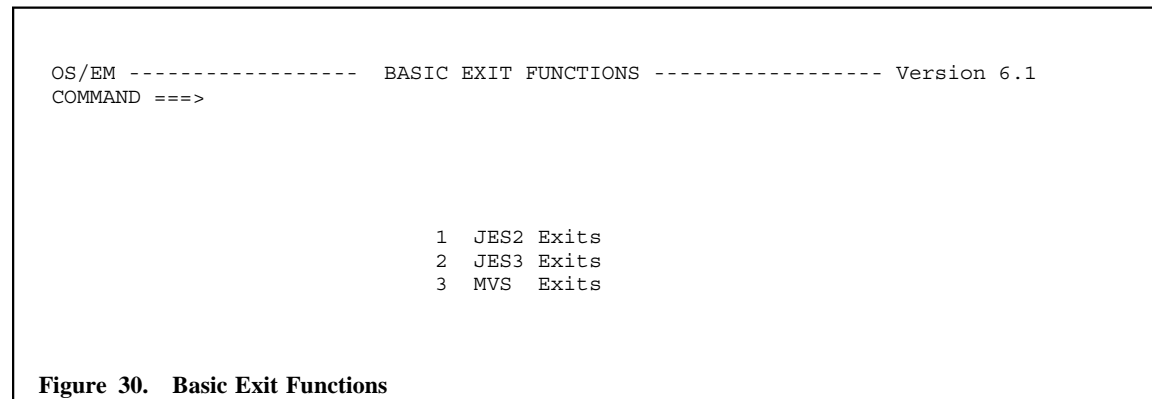 OS/EM ------------------ BASIC EXIT FUNCTIONS ------------------ Version 6.1
COMMAND ===>
1 JES2 Exits
2 JES3 Exits
3 MVS Exits
Figure 30. Basic Exit Functions